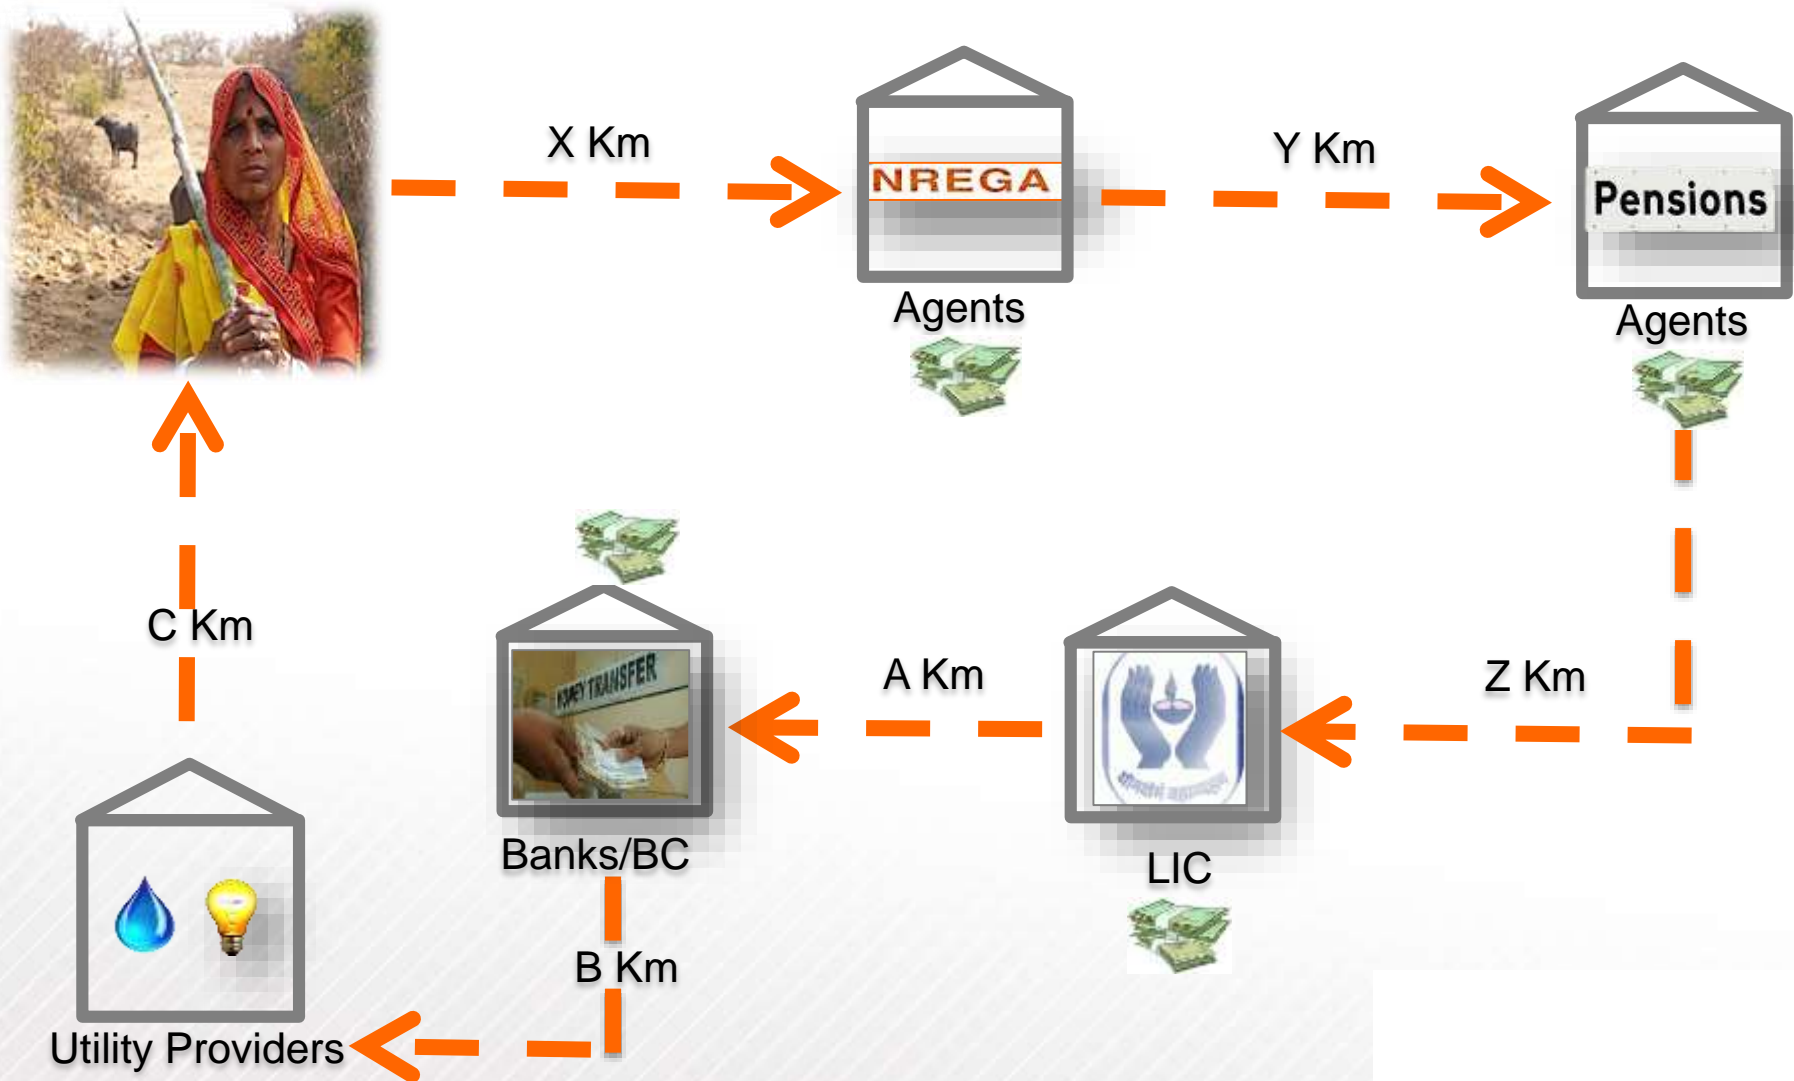 X Km
NREGA
Agents
Y Km
Pensions
Agents
Z Km
LIC
A Km
MONEY TRANSFER
Banks/BC
B Km
Utility Providers
C Km